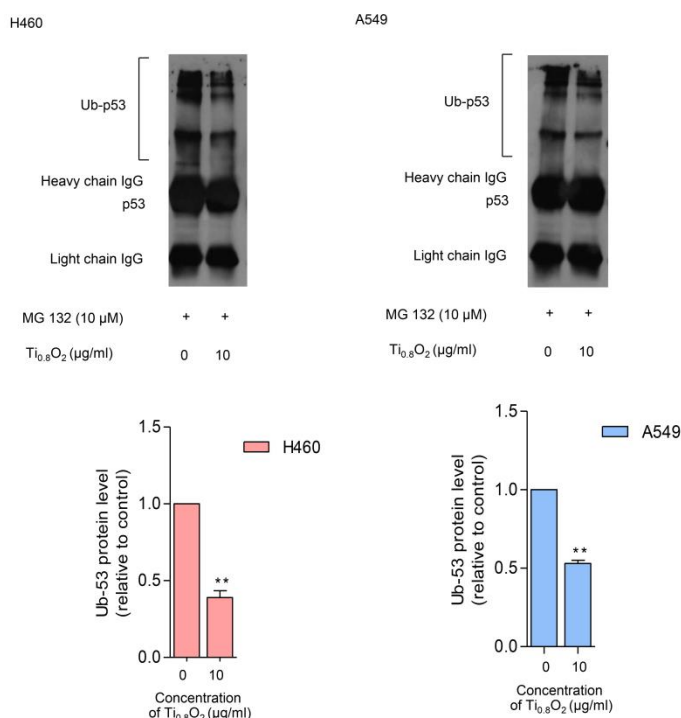 H460
Ub-p53
Heavy chain IgG
p53
Light chain IgG
MG 132 (10 µM) + +
Ti0.8O2 (µg/ml) 0 10
A549
Ub-p53
Heavy chain IgG
p53
Light chain IgG
MG 132 (10 µM) + +
Ti0.8O2 (µg/ml) 0 10
Ub-53 protein level
(relative to control)
1.5
1.0
0.5
0.0
H460
**
0 10
Concentration
of Ti0.8O2 (µg/ml)
Ub-53 protein level
(relative to control)
1.5
1.0
0.5
0.0
A549
**
0 10
Concentration
of Ti0.8O2 (µg/ml)